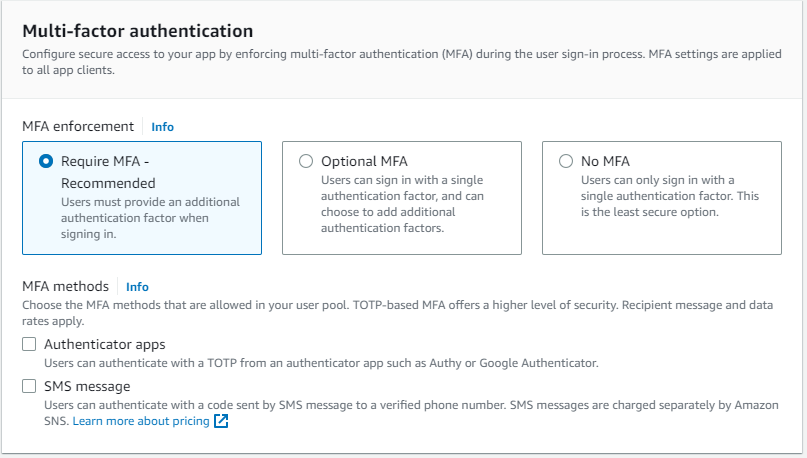 Multi-factor authentication
Configure secure access to your app by enforcing multi-factor authentication (MFA) during the user sign-in process. MFA settings are applied
to all app clients.
MFA enforcement Info
Require MFA -
Recommended
Users must provide an additional
authentication factor when
signing in.
Optional MFA
Users can sign in with a single
authentication factor, and can
choose to add additional
authentication factors.
No MFA
Users can only sign in with a
single authentication factor. This
is the least secure option.
MFA methods Info
Choose the MFA methods that are allowed in your user pool. TOTP-based MFA offers a higher level of security. Recipient message and data
rates apply.
Authenticator apps
Users can authenticate with a TOTP from an authenticator app such as Authy or Google Authenticator.
SMS message
Users can authenticate with a code sent by SMS message to a verified phone number. SMS messages are charged separately by Amazon
SNS. Learn more about pricing